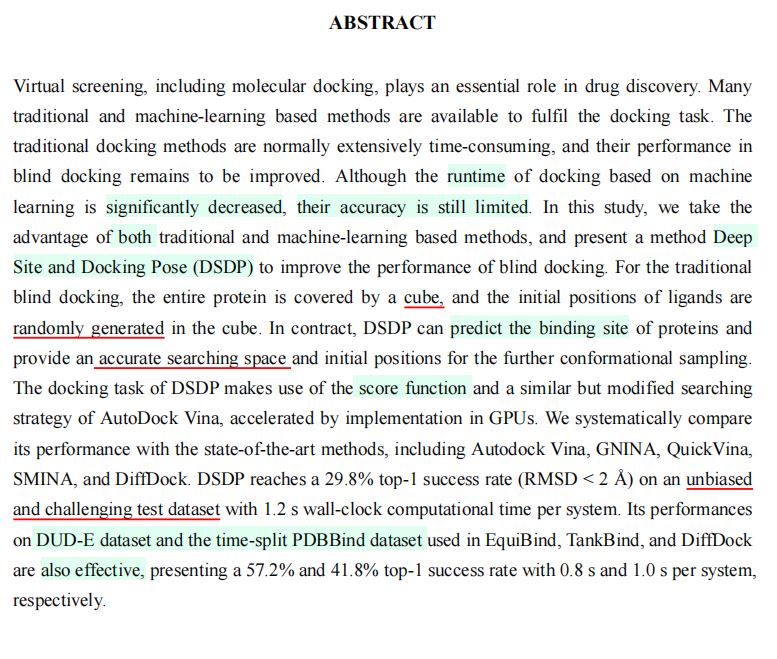 ABSTRACT
Virtual screening, including molecular docking, plays an essential role in drug discovery. Many
traditional and machine-learning based methods are available to fulfil the docking task. The
traditional docking methods are normally extensively time-consuming, and their performance in
blind docking remains to be improved. Although the runtime of docking based on machine
learning is significantly decreased, their accuracy is still limited. In this study, we take the
advantage of both traditional and machine-learning based methods, and present a method Deep
Site and Docking Pose (DSDP) to improve the performance of blind docking. For the traditional
blind docking, the entire protein is covered by a cube, and the initial positions of ligands are
randomly generated in the cube. In contract, DSDP can predict the binding site of proteins and
provide an accurate searching space and initial positions for the further conformational sampling.
The docking task of DSDP makes use of the score function and a similar but modified searching
strategy of AutoDock Vina, accelerated by implementation in GPUs. We systematically compare
its performance with the state-of-the-art methods, including Autodock Vina, GNINA, QuickVina,
SMINA, and DiffDock. DSDP reaches a 29.8% top-1 success rate (RMSD < 2 Å) on an unbiased
and challenging test dataset with 1.2 s wall-clock computational time per system. Its performances
on DUD-E dataset and the time-split PDBBind dataset used in EquiBind, TankBind, and DiffDock
are also effective, presenting a 57.2% and 41.8% top-1 success rate with 0.8 s and 1.0 s per system,
respectively.